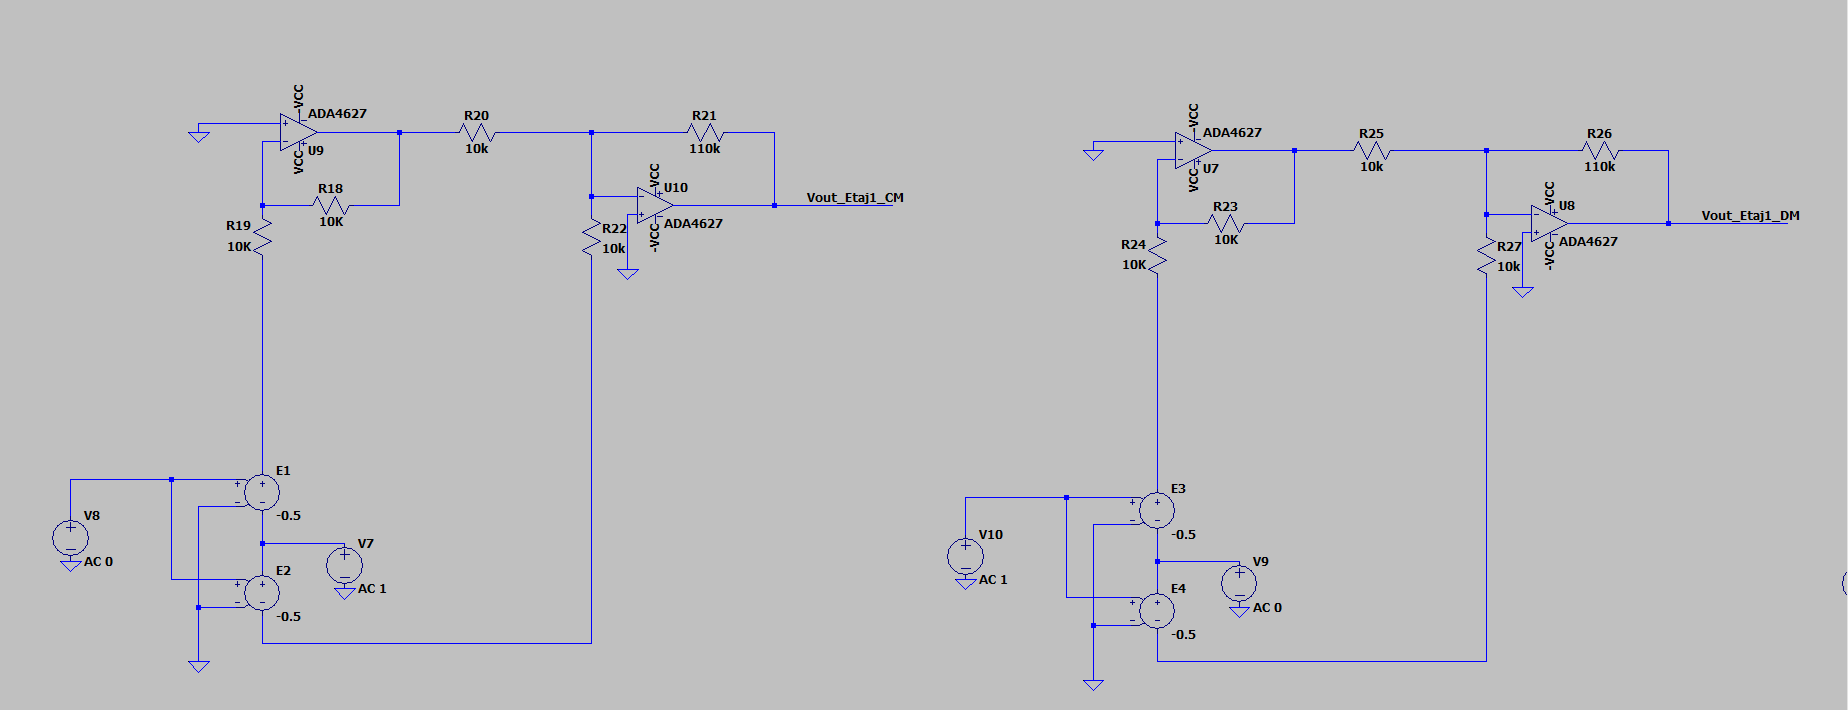 -VCC
ADA4627
U9
VCC
R18
10K
R19
10K
R20
10k
R21
110k
VCC
U10
ADA4627
-VCC
R22
10k
Vout_Etaj1_CM
E1
-0.5
V8
AC 0
V7
AC 1
E2
-0.5
-VCC
ADA4627
U7
VCC
R23
10K
R24
10K
R25
10k
R26
110k
VCC
U8
ADA4627
-VCC
R27
10k
Vout_Etaj1_DM
E3
-0.5
V10
AC 1
V9
AC 0
E4
-0.5